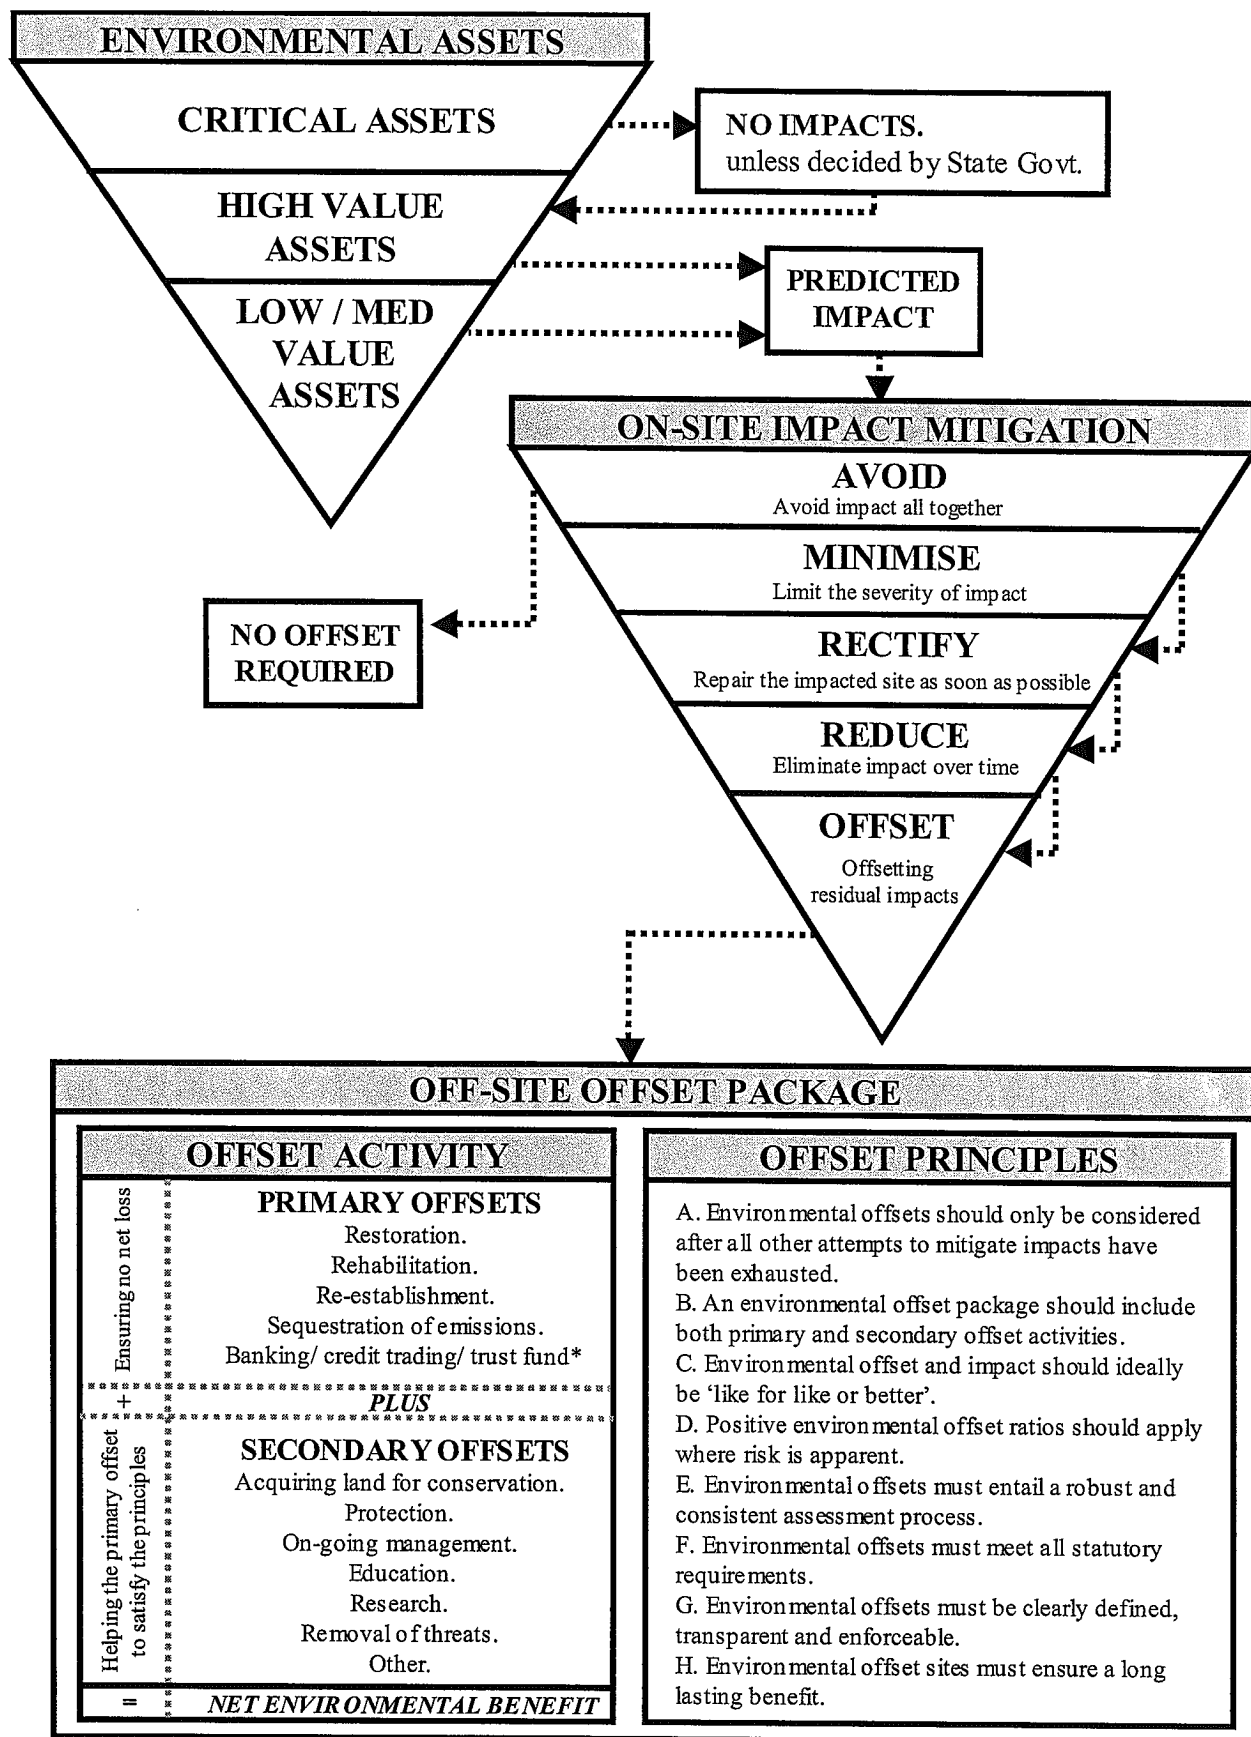 ENVIRONMENTAL ASSETS
CRITICAL ASSETS
NO IMPACTS.
unless decided by State Govt.
HIGH VALUE
ASSETS
LOW / MED
VALUE
ASSETS
PREDICTED
IMPACT
ON-SITE IMPACT MITIGATION
AVOID
Avoid impact all together
MINIMISE
Limit the severity of impact
NO OFFSET
REQUIRED
RECTIFY
Repair the impacted site as soon as possible
REDUCE
Eliminate impact over time
OFFSET
Offsetting
residual impacts
OFF-SITE OFFSET PACKAGE
OFFSET ACTIVITY
Ensuring no net loss
PRIMARY OFFSETS
Restoration.
Rehabilitation.
Re-establishment.
Sequestration of emissions.
Banking/ credit trading/ trust fund*
+
PLUS
Helping the primary offset
to satisfy the principles
SECONDARY OFFSETS
Acquiring land for conservation.
Protection.
On-going management.
Education.
Research.
Removal of threats.
Other.
=
NET ENVIRONMENTAL BENEFIT
OFFSET PRINCIPLES
A. Environmental offsets should only be considered
after all other attempts to mitigate impacts have
been exhausted.
B. An environmental offset package should include
both primary and secondary offset activities.
C. Environmental offset and impact should ideally
be ‘like for like or better’.
D. Positive environmental offset ratios should apply
where risk is apparent.
E. Environmental offsets must entail a robust and
consistent assessment process.
F. Environmental offsets must meet all statutory
requirements.
G. Environmental offsets must be clearly defined,
transparent and enforceable.
H. Environmental offset sites must ensure a long
lasting benefit.